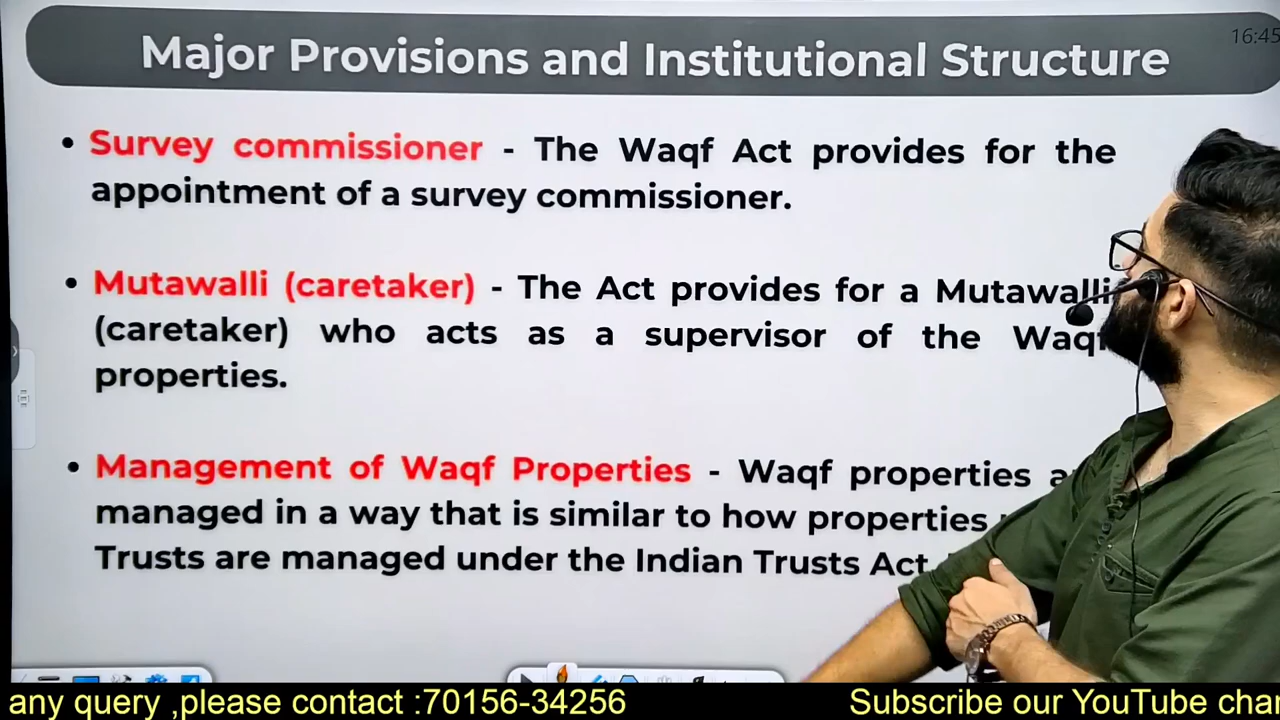 Major Provisions and Institutional Structure
16:45
• Survey commissioner - The Waqf Act provides for the
appointment of a survey commissioner.
• Mutawalli (caretaker) - The Act provides for a Mutawalli
(caretaker) who acts as a supervisor of the Waqf
properties.
• Management of Waqf Properties - Waqf properties
managed in a way that is similar to how properties
Trusts are managed under the Indian Trusts Act,
any query ,please contact :70156-34256
Subscribe our YouTube